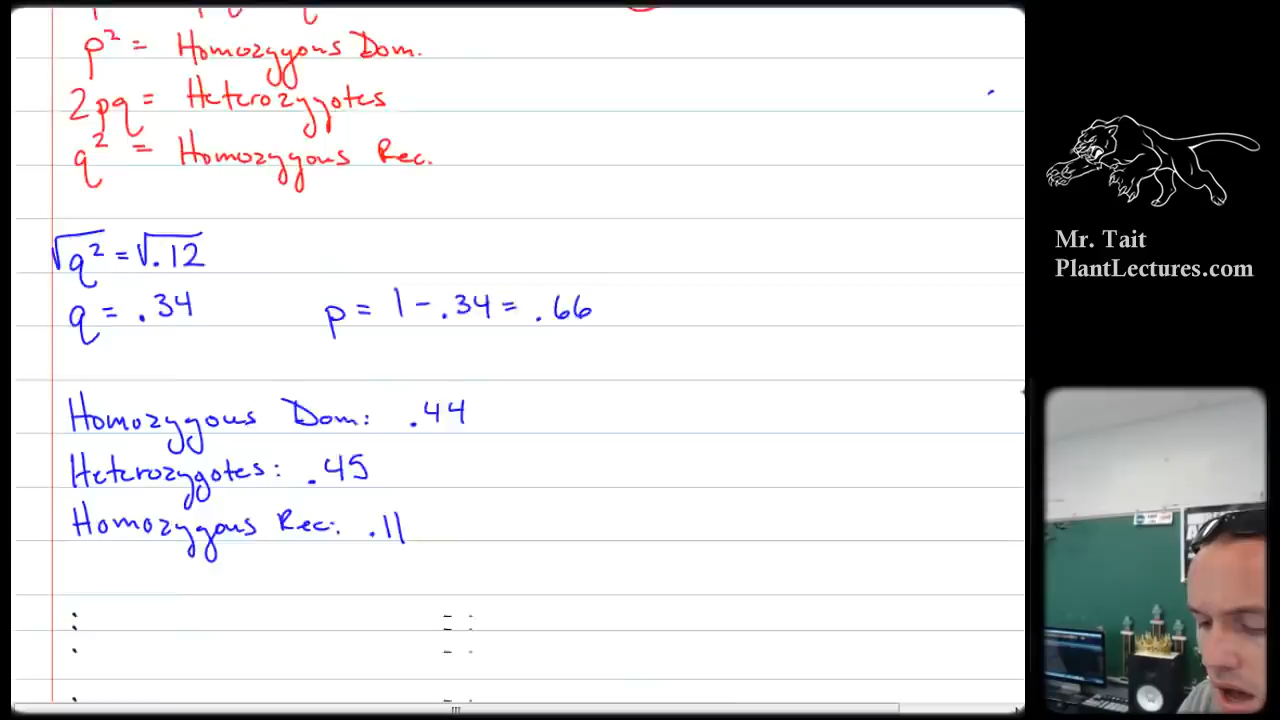 p² = Homozygous Dom.
2pq = Heterozygotes
q² = Homozygous Rec.
√q² = √.12
q = .34 p = 1 - .34 = .66
Homozygous Dom: .44
Heterozygotes: .45
Homozygous Rec: .11
Mr. Tait
PlantLectures.com